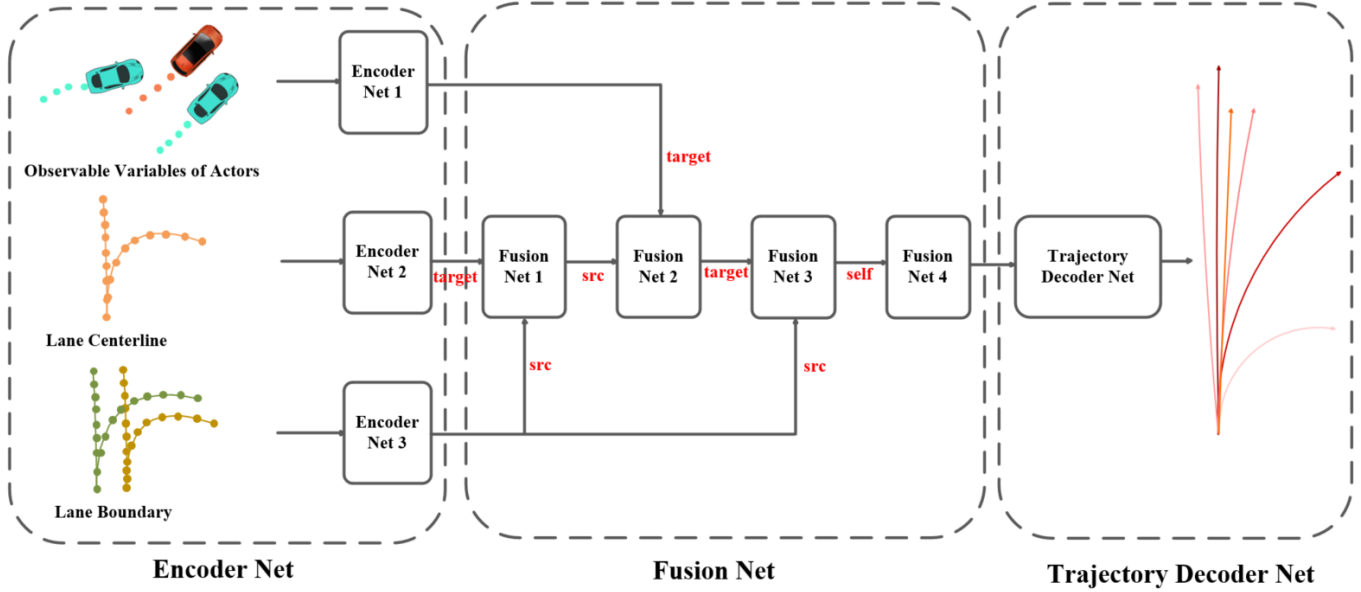 Observable Variables of Actors
Lane Centerline
Lane Boundary
Encoder
Net 1
Encoder
Net 2
Encoder
Net 3
target
target
src
Fusion
Net 1
src
Fusion
Net 2
target
Fusion
Net 3
src
self
Fusion
Net 4
Trajectory
Decoder Net
Encoder Net
Fusion Net
Trajectory Decoder Net